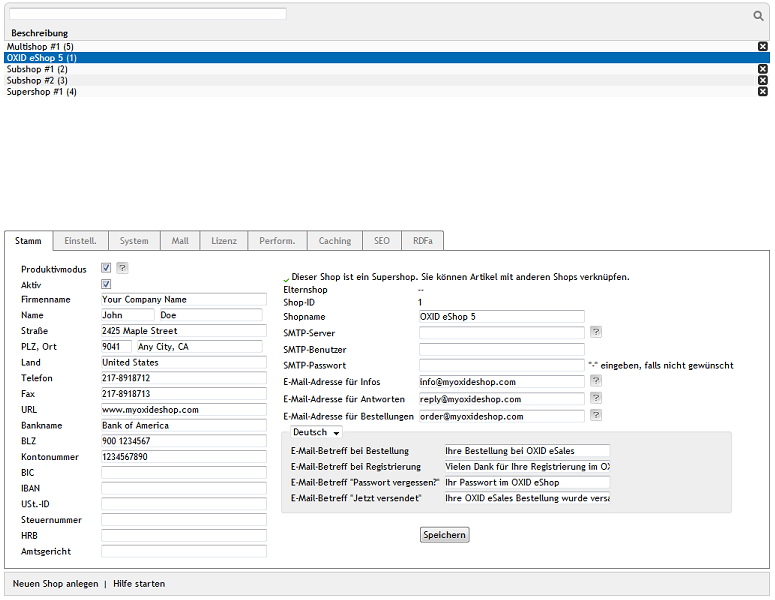 Beschreibung
Multishop #1 (5)
OXID eShop 5 (1)
Subshop #1 (2)
Subshop #2 (3)
Supershop #1 (4)
Stamm Einstell. System Mall Lizenz Perform. Caching SEO RDFa
Produktivmodus ?
Aktiv
Firmenname Your Company Name
Name John Doe
Straße 2425 Maple Street
PLZ, Ort 9041 Any City, CA
Land United States
Telefon 217-8918712
Fax 217-8918713
URL www.myoxideshop.com
Bankname Bank of America
BLZ 900 1234567
Kontonummer 1234567890
BIC
IBAN
USt.-ID
Steuernummer
HRB
Amtsgericht
Dieser Shop ist ein Supershop. Sie können Artikel mit anderen Shops verknüpfen.
Elternshop --
Shop-ID 1
Shopname OXID eShop 5
SMTP-Server ?
SMTP-Benutzer
SMTP-Passwort "-" eingeben, falls nicht gewünscht
E-Mail-Adresse für Infos info@myoxideshop.com ?
E-Mail-Adresse für Antworten reply@myoxideshop.com ?
E-Mail-Adresse für Bestellungen order@myoxideshop.com ?
Deutsch
E-Mail-Betreff bei Bestellung Ihre Bestellung bei OXID eSales
E-Mail-Betreff bei Registrierung Vielen Dank für Ihre Registrierung im OX
E-Mail-Betreff "Passwort vergessen?" Ihr Passwort im OXID eShop
E-Mail-Betreff "Jetzt versendet" Ihre OXID eSales Bestellung wurde versa
Speichern
Neuen Shop anlegen | Hilfe starten